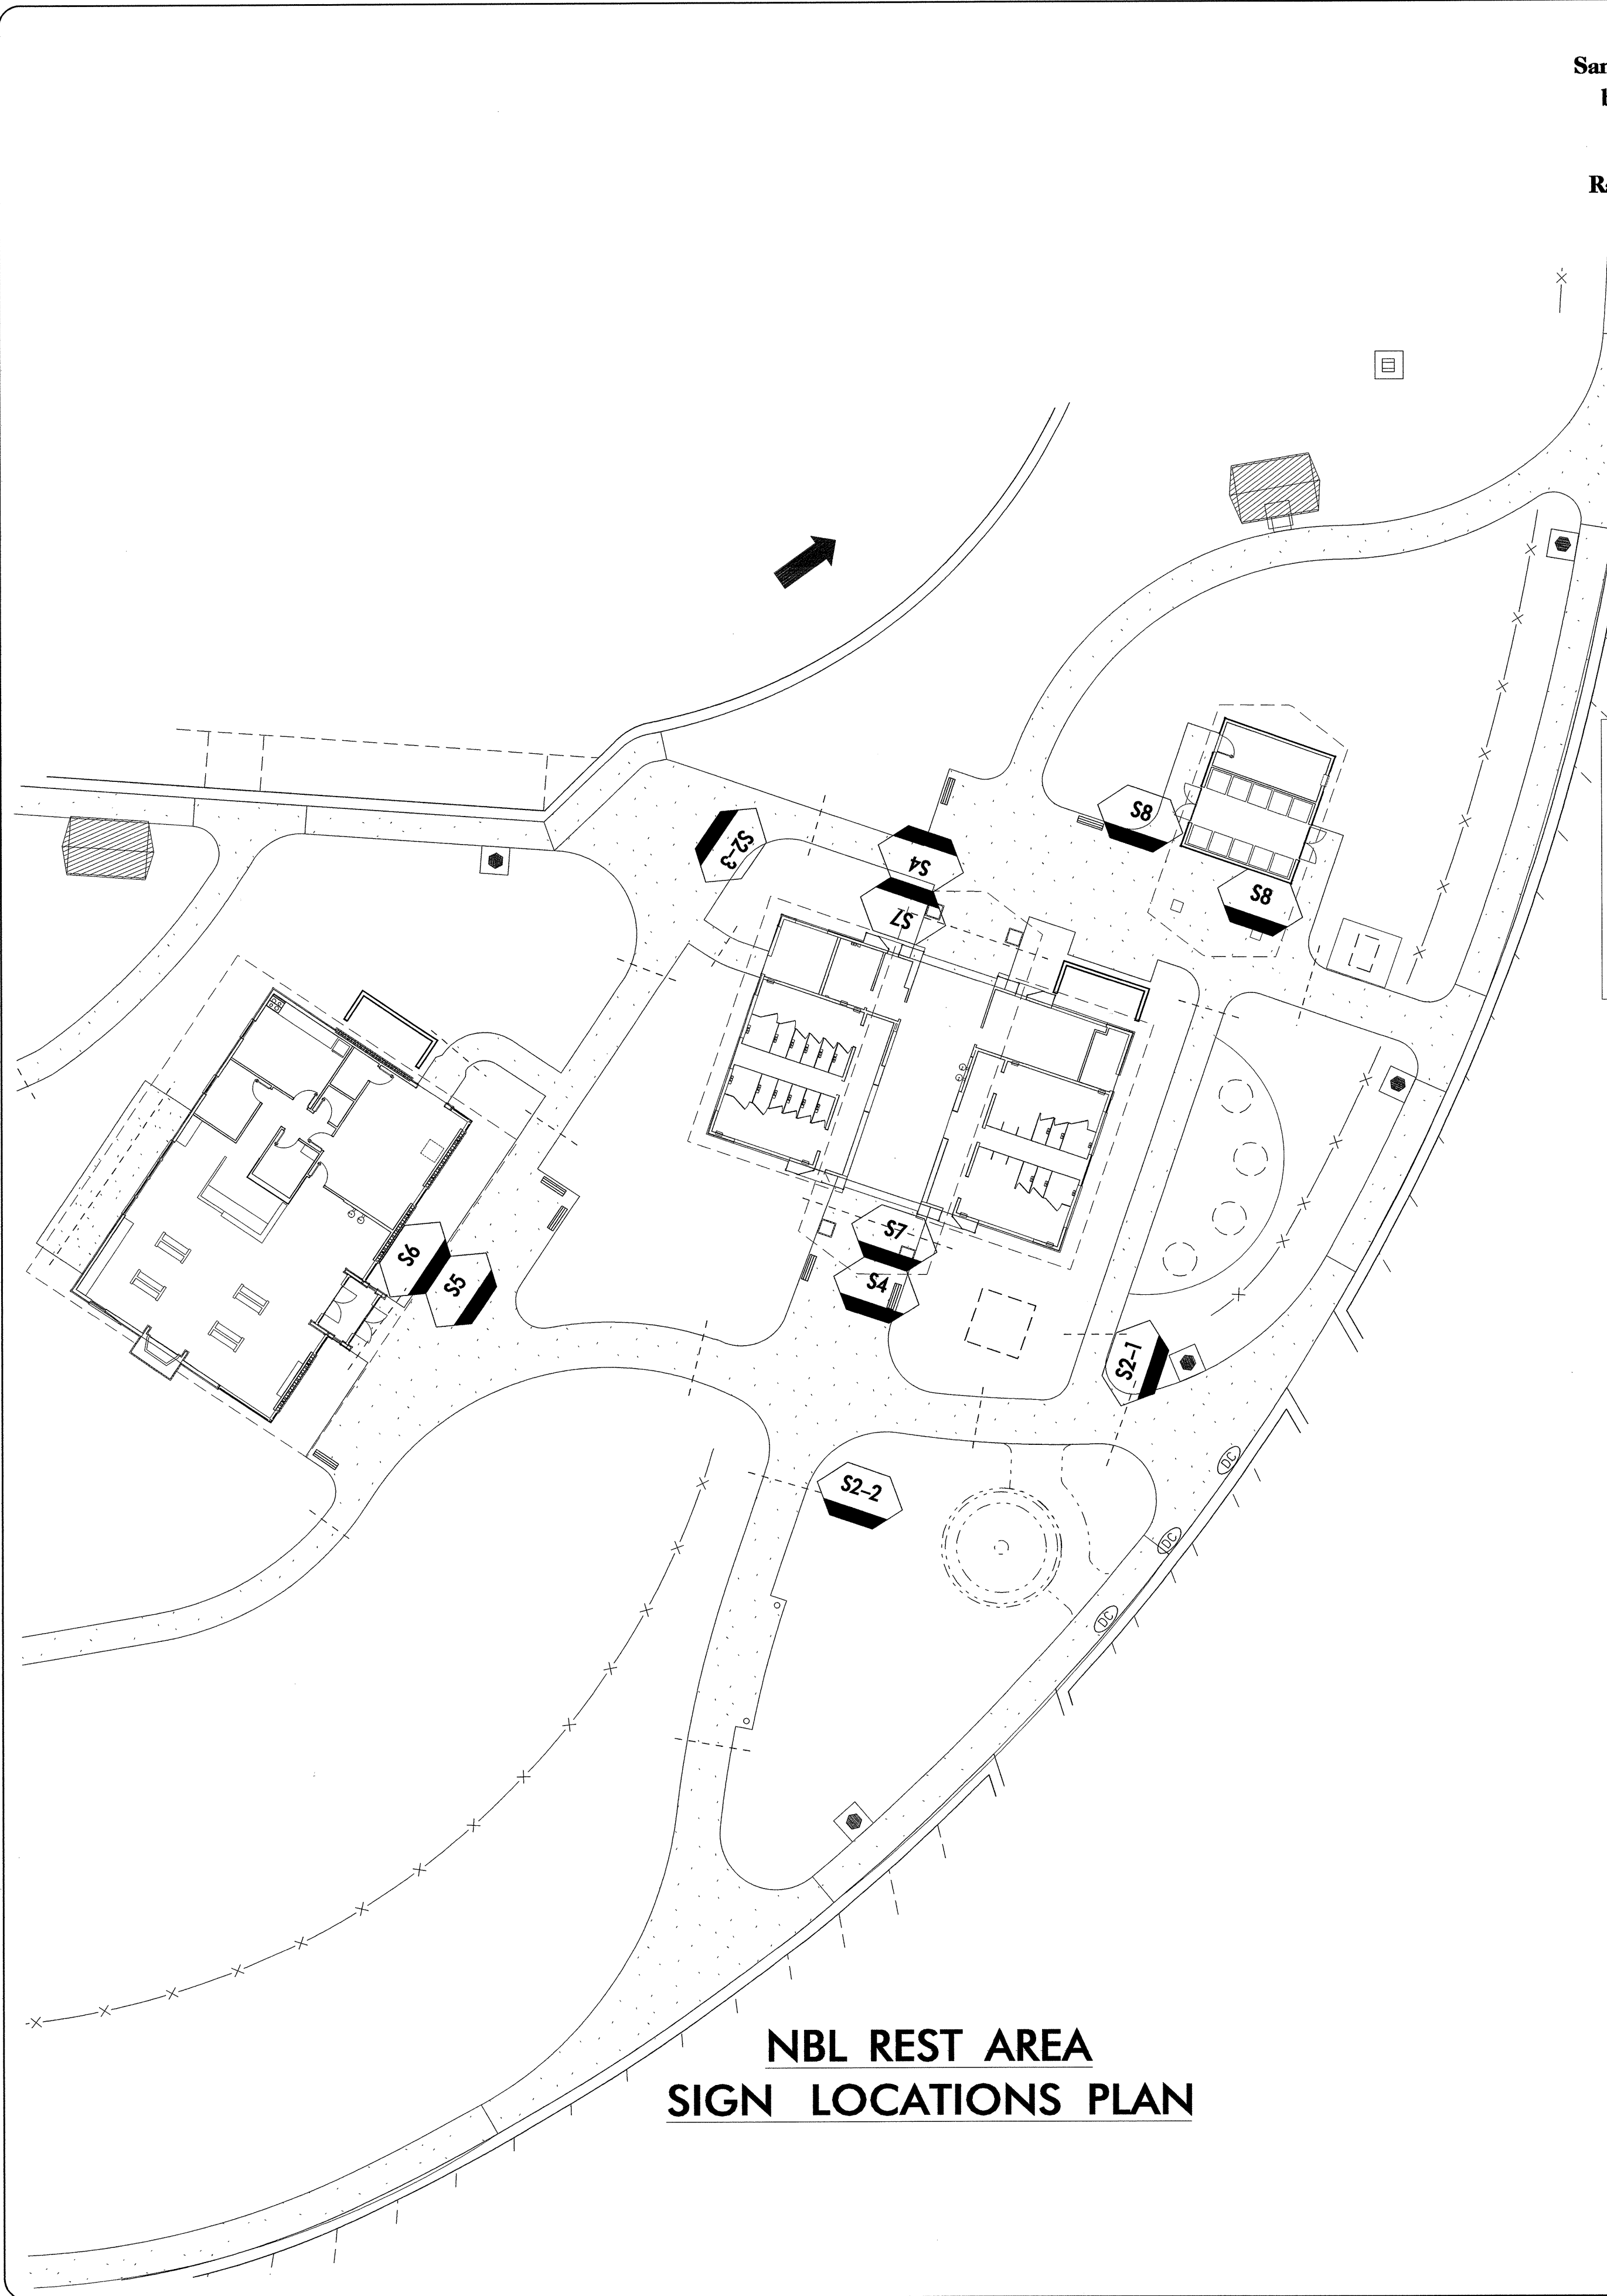 S8
S2-3
S4
S8
S7
S7
S6
S4
S5
S2-1
DC
S2-2
DC
DC
NBL REST AREA
SIGN LOCATIONS PLAN